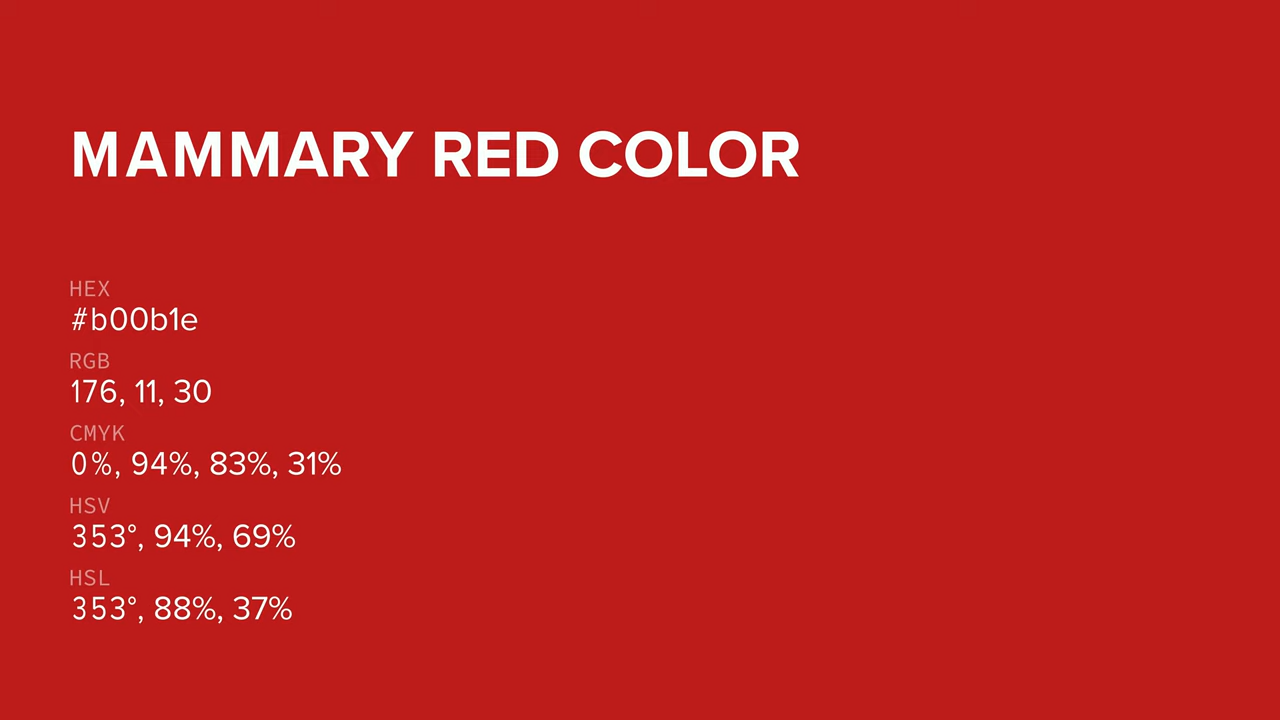 MAMMARY RED COLOR
HEX
#b00b1e
RGB
176, 11, 30
CMYK
0%, 94%, 83%, 31%
HSV
353°, 94%, 69%
HSL
353°, 88%, 37%